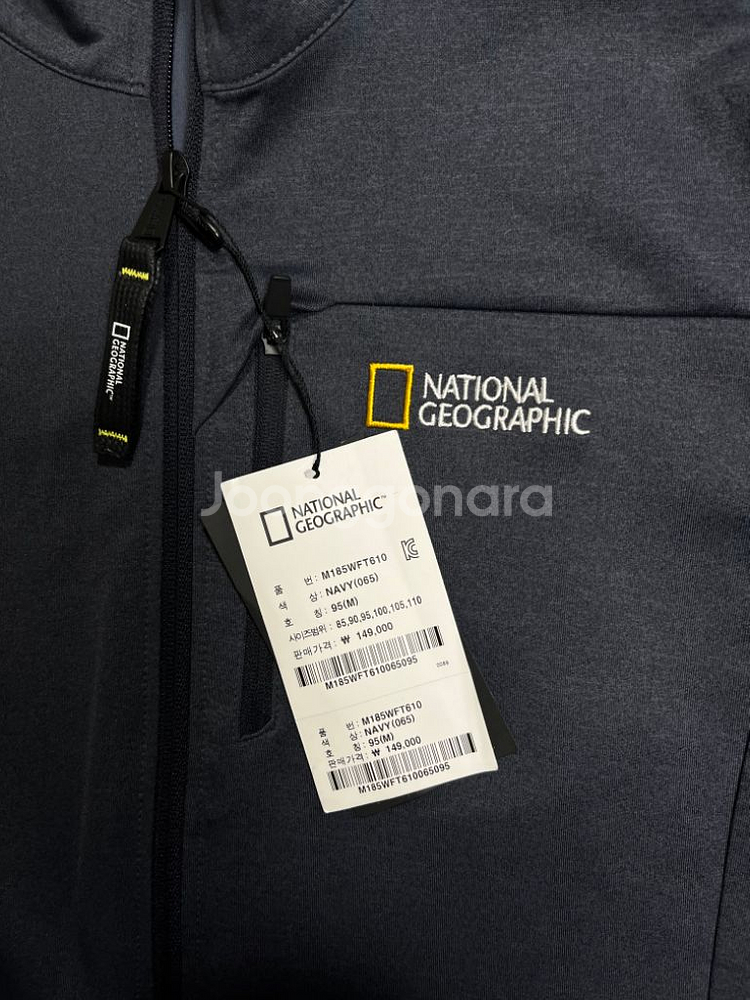 NATIONAL
GEOGRAPHIC™
NATIONAL
GEOGRAPHIC
Joonggonara
NATIONAL
GEOGRAPHIC™
품 번 : M185WFT610
색 상 : NAVY(065)
호 칭 : 95(M)
사이즈범위 : 85,90,95,100,105,110
판매가격 : ₩ 149,000
M185WFT610065095
품 번 : M185WFT610
색 상 : NAVY(065)
호 칭 : 95(M)
판매가격 : ₩ 149,000
M185WFT610065095